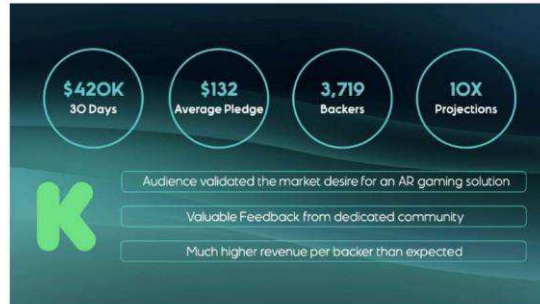 $420K
30 Days
$132
Average Pledge
3,719
Backers
10X
Projections
K
Audience validated the market desire for an AR gaming solution
Valuable Feedback from dedicated community
Much higher revenue per backer than expected